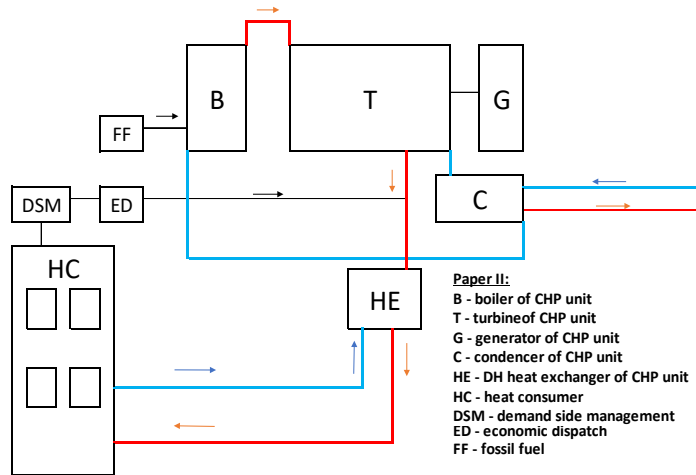 B
T
G
FF
DSM
ED
C
HC
HE
Paper II:
B - boiler of CHP unit
T - turbineof CHP unit
G - generator of CHP unit
C - condencer of CHP unit
HE - DH heat exchanger of CHP unit
HC - heat consumer
DSM - demand side management
ED - economic dispatch
FF - fossil fuel